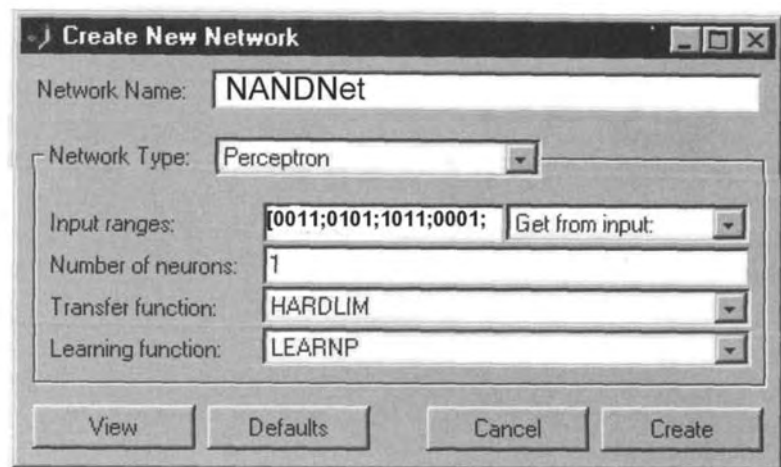 Create New Network
Network Name: NANDNet
Network Type: Perceptron
Input ranges: [0011;0101;1011;0001; Get from input:
Number of neurons: 1
Transfer function: HARDLIM
Learning function: LEARNP
View Defaults Cancel Create